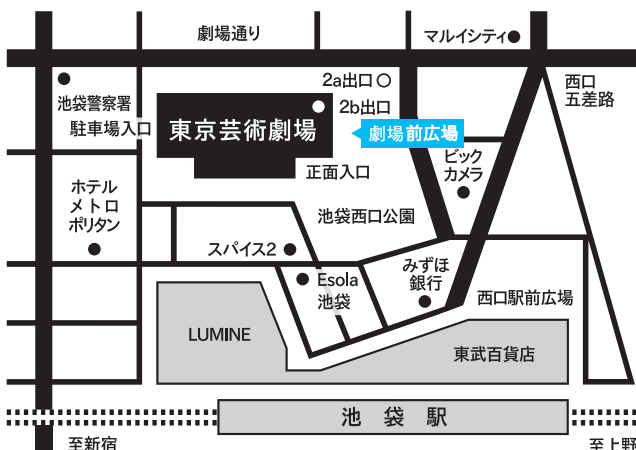 劇場通り
マルイシティ
2a出口
西口
五差路
池袋警察署
2b出口
駐車場入口
東京芸術劇場
劇場前広場
正面入口
ビック
カメラ
ホテル
メトロ
ポリタン
池袋西口公園
スパイス2
みずほ
銀行
Esola
池袋
西口駅前広場
LUMINE
東武百貨店
池袋駅
至新宿
至上野